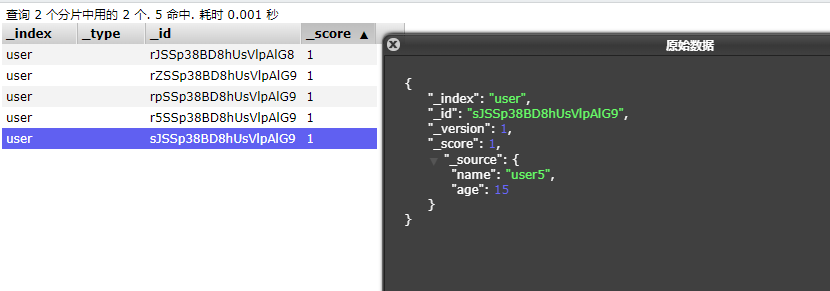 查询 2 个分片中用的 2 个. 5 命中. 耗时 0.001 秒
_index _type _id _score ▲
user rJSSp38BD8hUsVlpAlG8 1
user rZSSp38BD8hUsVlpAlG9 1
user rpSSp38BD8hUsVlpAlG9 1
user r5SSp38BD8hUsVlpAlG9 1
user sJSSp38BD8hUsVlpAlG9 1
原始数据
{
"_index": "user",
"_id": "sJSSp38BD8hUsVlpAlG9",
"_version": 1,
"_score": 1,
▼ "_source": {
"name": "user5",
"age": 15
}
}